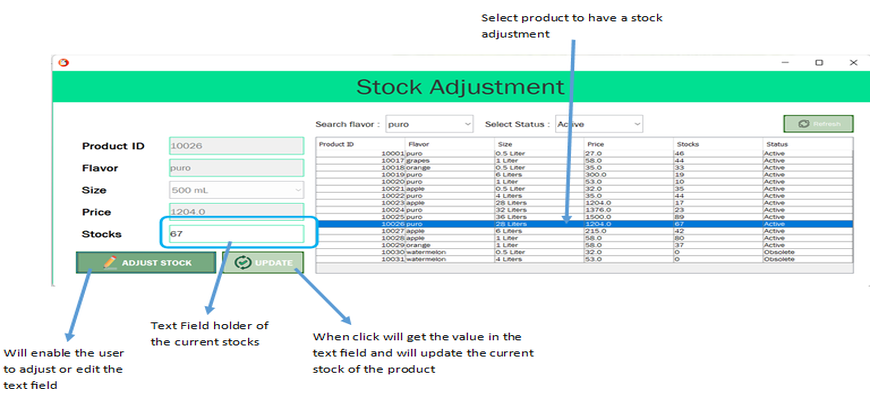 Select product to have a stock
adjustment
Stock Adjustment
Search flavor : puro Select Status : Active Refresh
Product ID 10026
Flavor puro
Size 500 mL
Price 1204.0
Stocks 67
ADJUST STOCK UPDATE
Product ID Flavor Size Price Stocks Status
10001 puro 0.5 Liter 27.0 46 Active
10017 grapes 1 Liter 58.0 44 Active
10018 orange 0.5 Liter 35.0 33 Active
10019 puro 6 Liters 300.0 19 Active
10020 puro 1 Liter 53.0 10 Active
10021 apple 0.5 Liter 32.0 35 Active
10022 puro 0.5 Liter 35.0 44 Active
10023 apple 28 Liters 1204.0 17 Active
10024 puro 32 Liters 1376.0 23 Active
10025 puro 36 Liters 1500.0 89 Active
10026 puro 28 Liters 1204.0 67 Active
10027 apple 6 Liters 215.0 42 Active
10028 apple 1 Liter 58.0 80 Active
10029 orange 1 Liter 58.0 37 Active
10030 watermelon 0.5 Liter 32.0 0 Obsolete
10031 watermelon 4 Liters 53.0 0 Obsolete
Text Field holder of
the current stocks
When click will get the value in the
text field and will update the current
stock of the product
Will enable the user
to adjust or edit the
text field